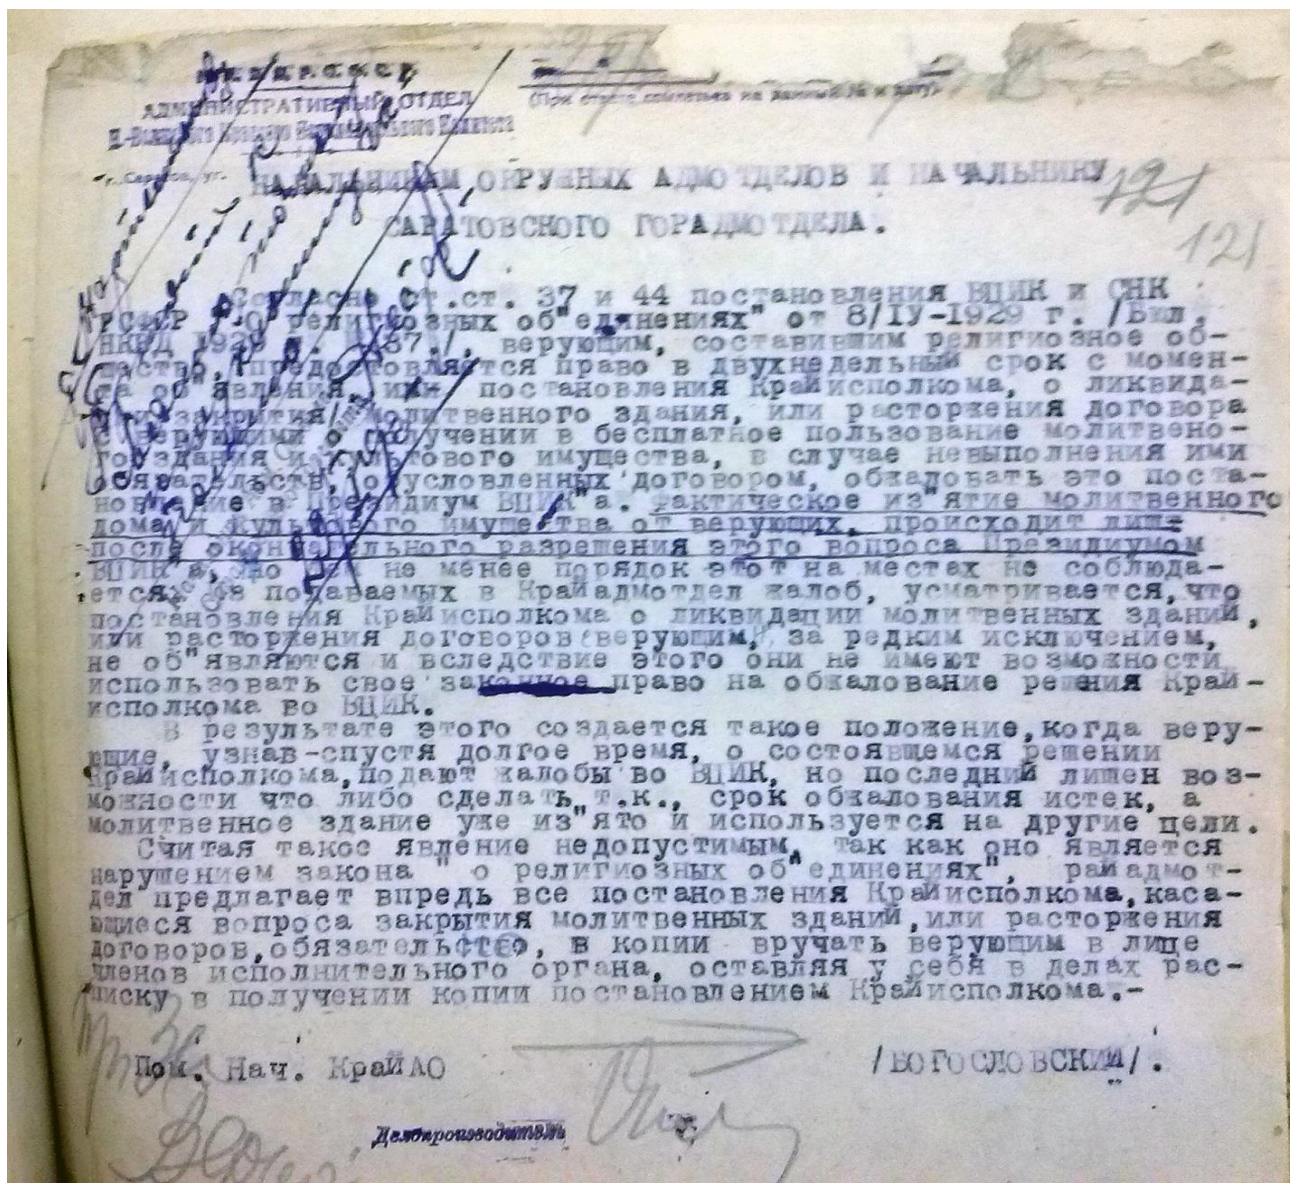 АДМИНИСТРАТИВНЫЙ ОТДЕЛ
(При ответе сослаться на данный № и дату)
г. Саратов, ул.
НАЧАЛЬНИКАМ ОКРУЖНЫХ АДМОТДЕЛОВ И НАЧАЛЬНИКУ
121
САРАТОВСКОГО ГОРАДМОТДЕЛА.
121
Согласно ст.ст. 37 и 44 постановления ВЦИК и СНК
РСФСР "О религиозных об"единениях" от 8/IУ-1929 г. /Бюл.
НКВД 1929 г. 37./, верующим, составившим религиозное об-
щество, предоставляется право в двухнедельный срок с момен-
та об"явления им постановления Крайисполкома, о ликвида-
ции /закрытия/ молитвенного здания, или расторжения договора
с верующими о получении в бесплатное пользование молитвено-
го здания и культового имущества, в случае невыполнения ими
обязательств, обусловленных договором, обжаловать это поста-
новление в Президиум ВЦИК"а. Фактическое из"ятие молитвенного
дома и культового имущества от верующих, происходит лишь
после окончательного разрешения этого вопроса Президиумом
ВЦИК"а, но тем не менее порядок этот на местах не соблюда-
ется. Из подаваемых в Крайадмотдел жалоб, усматривается, что
постановления Крайисполкома о ликвидации молитвенных зданий,
или расторжения договоров верующим, за редким исключением,
не об"являются и вследствие этого они не имеют возможности
использовать свое законное право на обжалование решения Край-
исполкома во ВЦИК.
В результате этого создается такое положение, когда веру-
ющие, узнав-спустя долгое время, о состоявщемся решении
Крайисполкома, подают жалобы во ВЦИК, но последний лишен воз-
можности что либо сделать, т.к., срок обжалования истек, а
молитвенное здание уже из"ято и используется на другие цели.
Считая такое явление недопустимым, так как оно является
нарушением закона " о религиозных об"единениях", райадмот-
дел предлагает впредь все постановления Крайисполкома, каса-
ющиеся вопроса закрытия молитвенных зданий, или расторжения
договоров, обязательство, в копии вручать верующим в лице
членов исполнительного органа, оставляя у себя в делах рас-
писку в получении копии постановлением Крайисполкома.-
Пом. Нач. КрайАО /БОГОСЛОВСКИЙ/.
Делопроизводитель